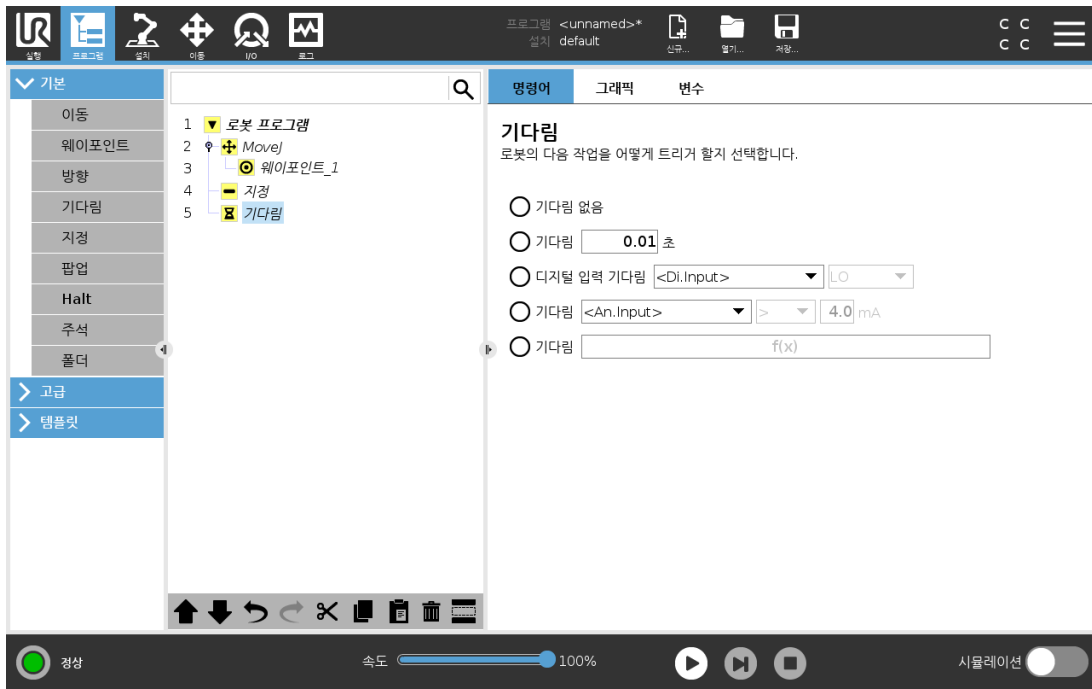 프로그램 <unnamed>*
설치 default
실행
프로그램
설치
이동
I/O
로그
신규...
열기...
저장...
C C
C C
기본
이동
웨이포인트
방향
기다림
지정
팝업
Halt
주석
폴더
고급
템플릿
1 로봇 프로그램
2 MoveJ
3 웨이포인트_1
4 지정
5 기다림
명령어 그래픽 변수
기다림
로봇의 다음 작업을 어떻게 트리거 할지 선택합니다.
기다림 없음
기다림 0.01 초
디지털 입력 기다림 <Di.Input> LO
기다림 <An.Input> > 4.0 mA
기다림 f(x)
정상
속도 100%
시뮬레이션